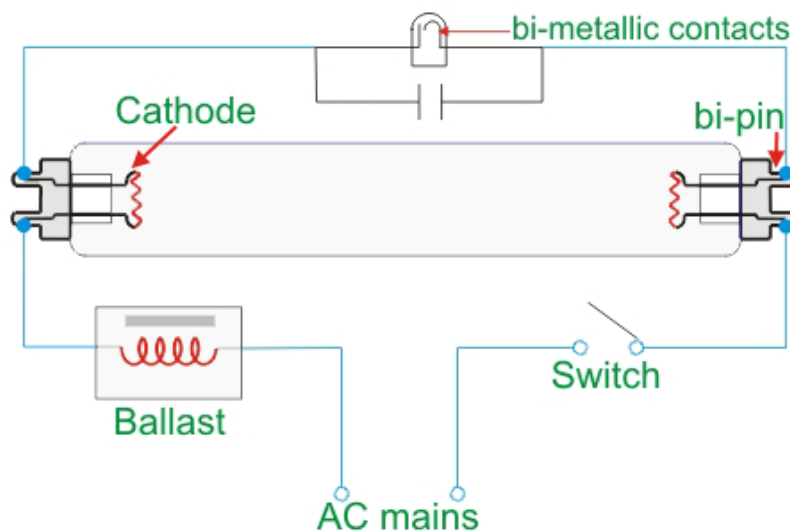 bi-metallic contacts
Cathode
bi-pin
Switch
Ballast
AC mains